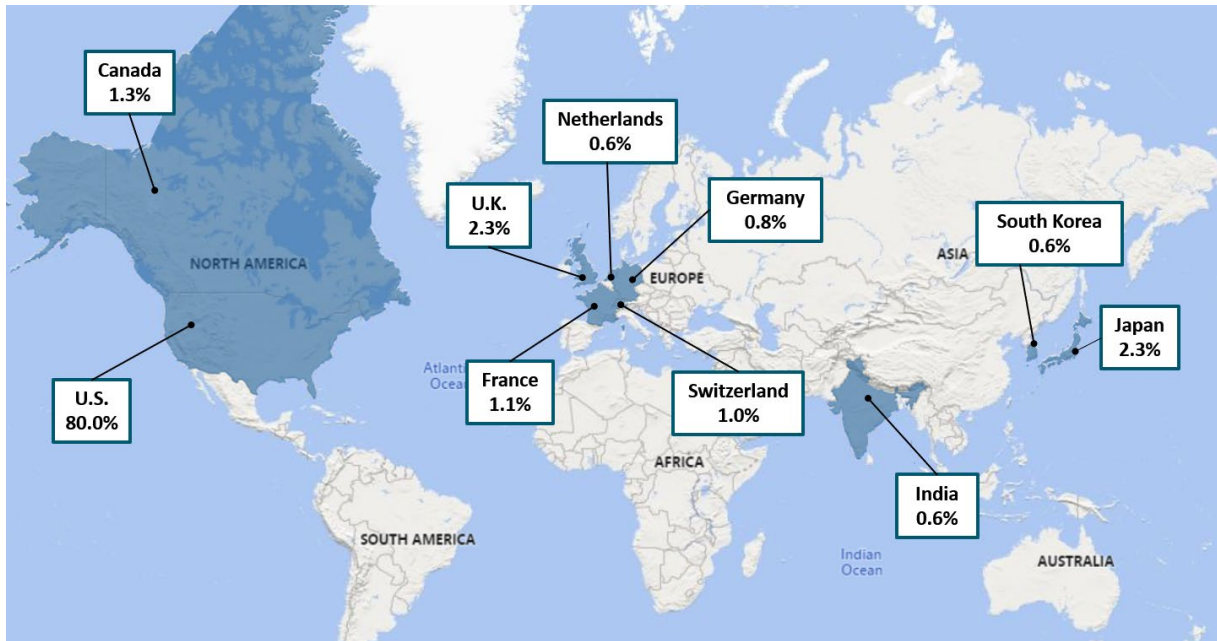 Canada
1.3%
Netherlands
0.6%
U.K.
2.3%
Germany
0.8%
South Korea
0.6%
ASIA
NORTH AMERICA
EUROPE
Japan
2.3%
U.S.
80.0%
Atlantic
Ocean
France
1.1%
Switzerland
1.0%
AFRICA
India
0.6%
SOUTH AMERICA
Indian
Ocean
AUSTRALIA